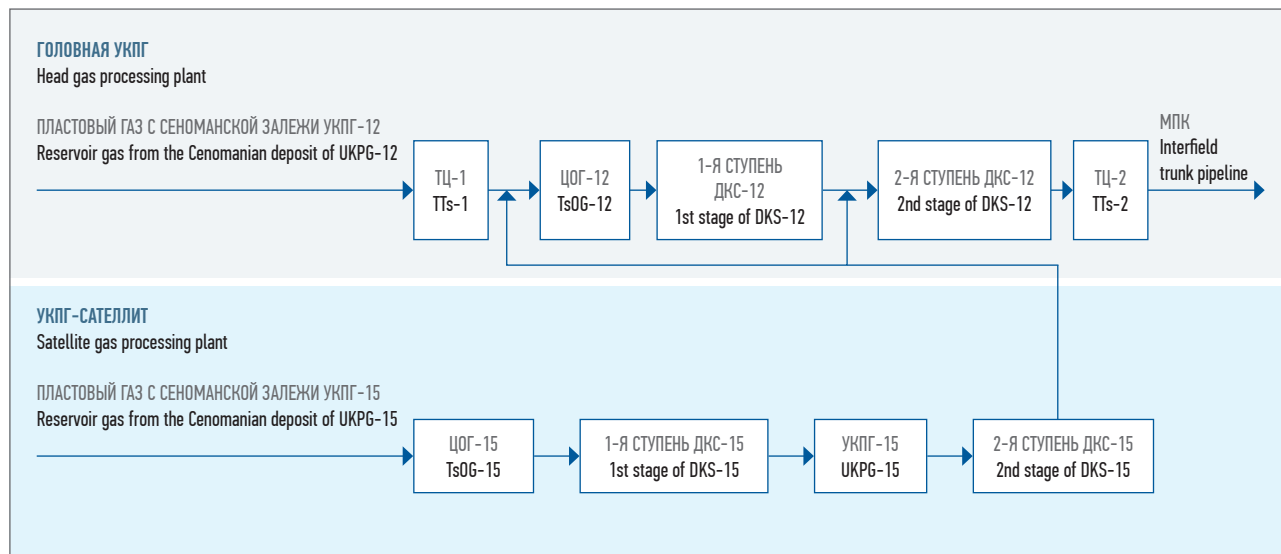 ГОЛОВНАЯ УКПГ
Head gas processing plant
ПЛАСТОВЫЙ ГАЗ С СЕНОМАНСКОЙ ЗАЛЕЖИ УКПГ-12
Reservoir gas from the Cenomanian deposit of UKPG-12
ТЦ-1
TTs-1
ЦОГ-12
TsOG-12
1-Я СТУПЕНЬ
ДКС-12
1st stage of DKS-12
2-Я СТУПЕНЬ ДКС-12
2nd stage of DKS-12
ТЦ-2
TTs-2
МПК
Interfield
trunk pipeline
УКПГ-САТЕЛЛИТ
Satellite gas processing plant
ПЛАСТОВЫЙ ГАЗ С СЕНОМАНСКОЙ ЗАЛЕЖИ УКПГ-15
Reservoir gas from the Cenomanian deposit of UKPG-15
ЦОГ-15
TsOG-15
1-Я СТУПЕНЬ ДКС-15
1st stage of DKS-15
УКПГ-15
UKPG-15
2-Я СТУПЕНЬ ДКС-15
2nd stage of DKS-15